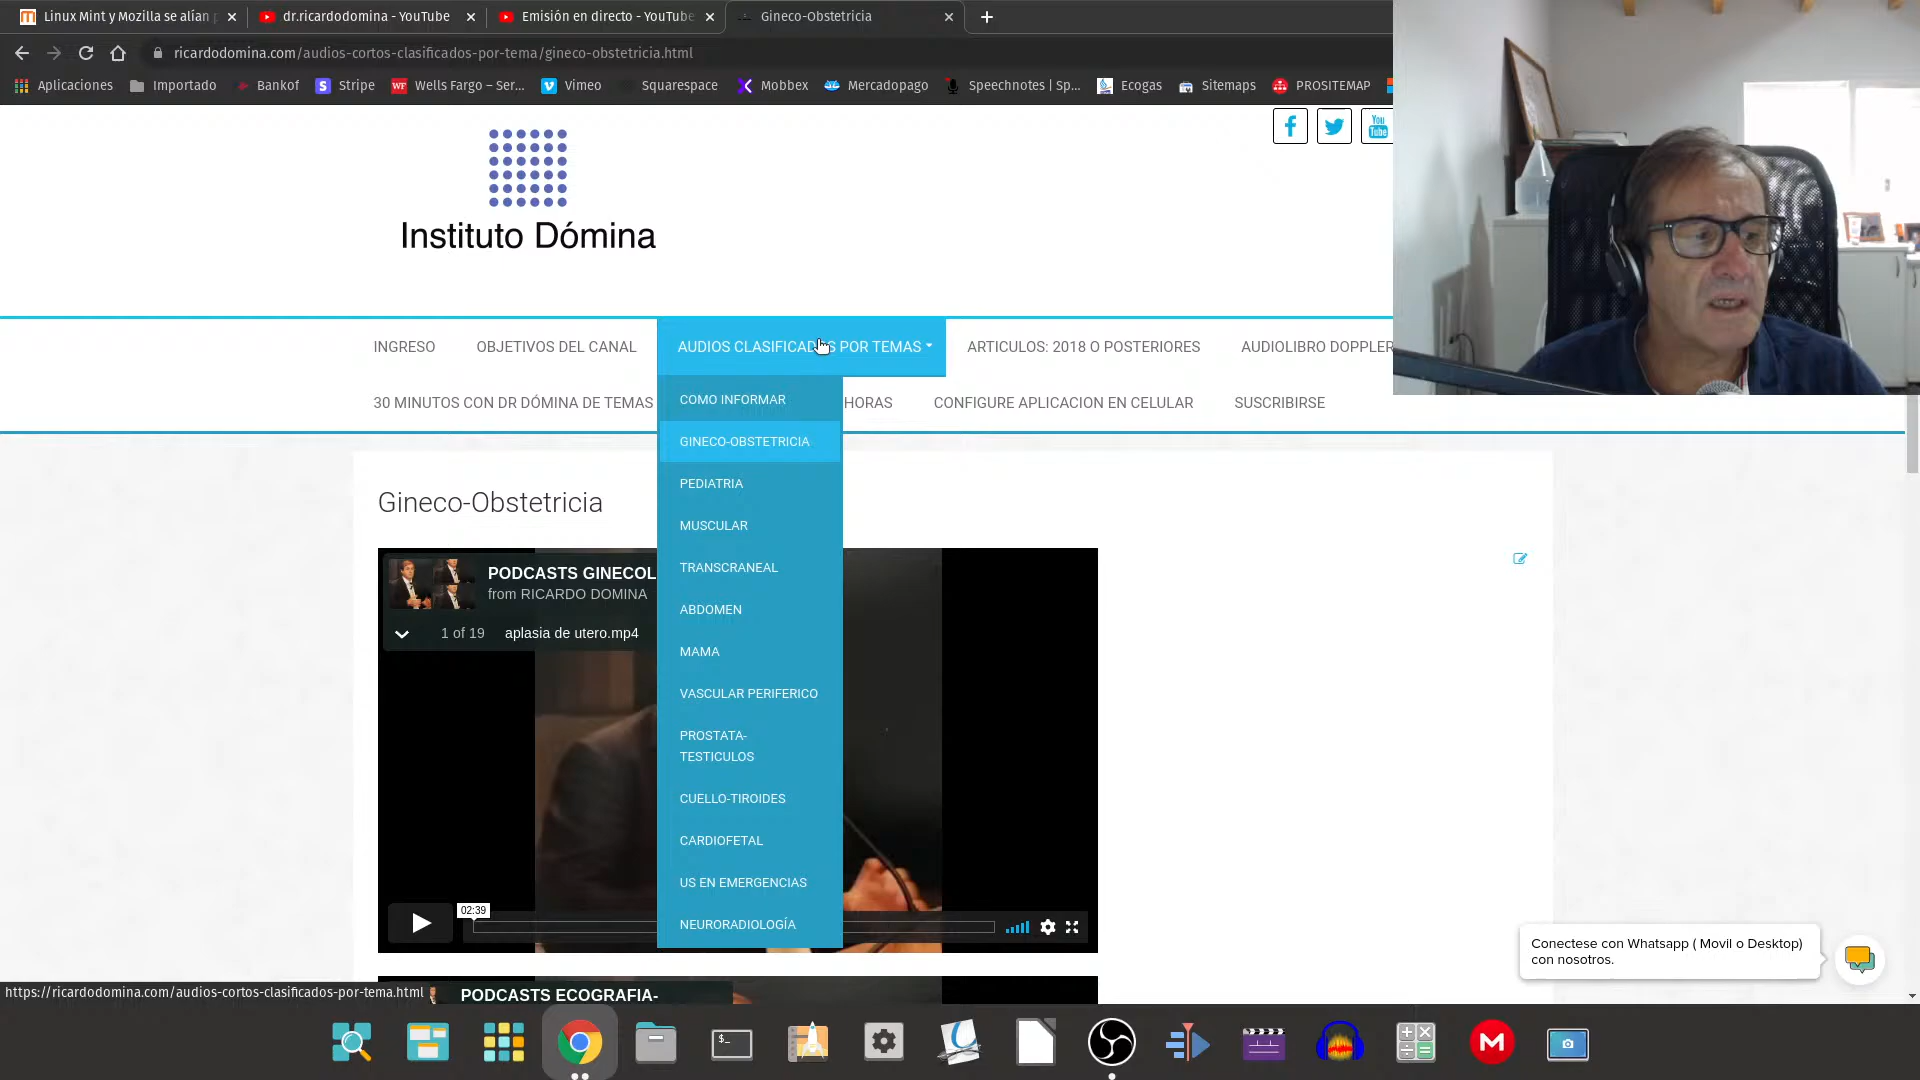 Linux Mint y Mozilla se alían
dr.ricardodomina - YouTube
Emisión en directo - YouTube
Gineco-Obstetricia
ricardodomina.com/audios-cortos-clasificados-por-tema/gineco-obstetricia.html
Aplicaciones
Importado
Bankof
Stripe
Wells Fargo – Ser...
Vimeo
Squarespace
Mobbex
Mercadopago
Speechnotes | Sp...
Ecogas
Sitemaps
PROSITEMAP
You
Tube
Instituto Dómina
INGRESO
OBJETIVOS DEL CANAL
AUDIOS CLASIFICADOS POR TEMAS
ARTICULOS: 2018 O POSTERIORES
AUDIOLIBRO DOPPLER
30 MINUTOS CON DR DÓMINA DE TEMAS
HORAS
CONFIGURE APLICACION EN CELULAR
SUSCRIBIRSE
COMO INFORMAR
GINECO-OBSTETRICIA
PEDIATRIA
MUSCULAR
TRANSCRANEAL
ABDOMEN
MAMA
VASCULAR PERIFERICO
PROSTATA-
TESTICULOS
CUELLO-TIROIDES
CARDIOFETAL
US EN EMERGENCIAS
NEURORADIOLOGÍA
Gineco-Obstetricia
PODCASTS GINECOL
from RICARDO DOMINA
1 of 19 aplasia de utero.mp4
02:39
PODCASTS ECOGRAFIA-
Conectese con Whatsapp ( Movil o Desktop)
con nosotros.
https://ricardodomina.com/audios-cortos-clasificados-por-tema.html